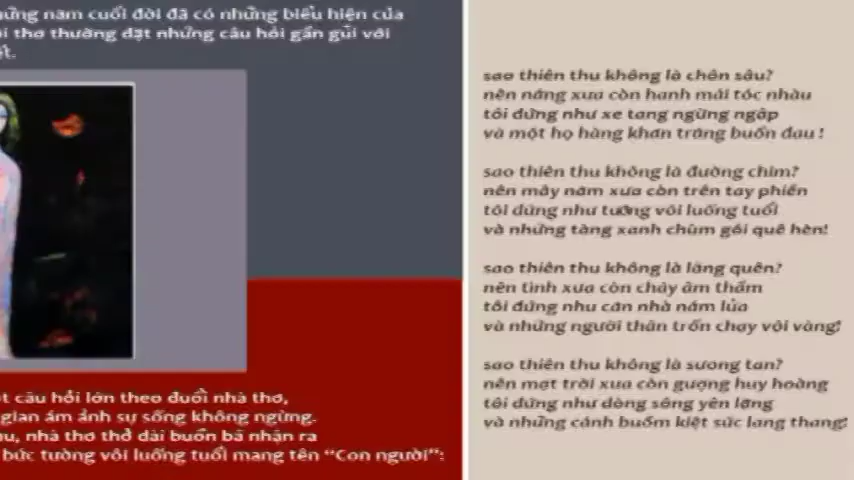 những năm cuối đời đã có những biểu hiện của
thơ thường đặt những câu hỏi gần gũi với
câu hỏi lớn theo đuổi nhà thơ,
gian ám ảnh sự sống không ngừng.
nhà thơ thở dài buồn bã nhận ra
bức tường vôi luống tuổi mang tên “Con người”:
sao thiên thu không là chôn sâu?
nên nắng xưa còn hanh mái tóc nhàu
tôi đứng như xe tang ngừng ngập
và một họ hàng khăn trắng buồn đau !
sao thiên thu không là đường chim?
nên mây năm xưa còn trên tay phiền
tôi đứng như tường vôi luống tuổi
và những tàng xanh chùm gỏi quê hèn!
sao thiên thu không là lãng quên?
nên tình xưa còn cháy âm thầm
tôi đứng như căn nhà nám lửa
và những người thân trốn chạy vội vàng!
sao thiên thu không là sương tan?
nên mặt trời xưa còn gượng huy hoàng
tôi đứng như dòng sông yên lặng
và những cánh buồm kiệt sức lang thang!